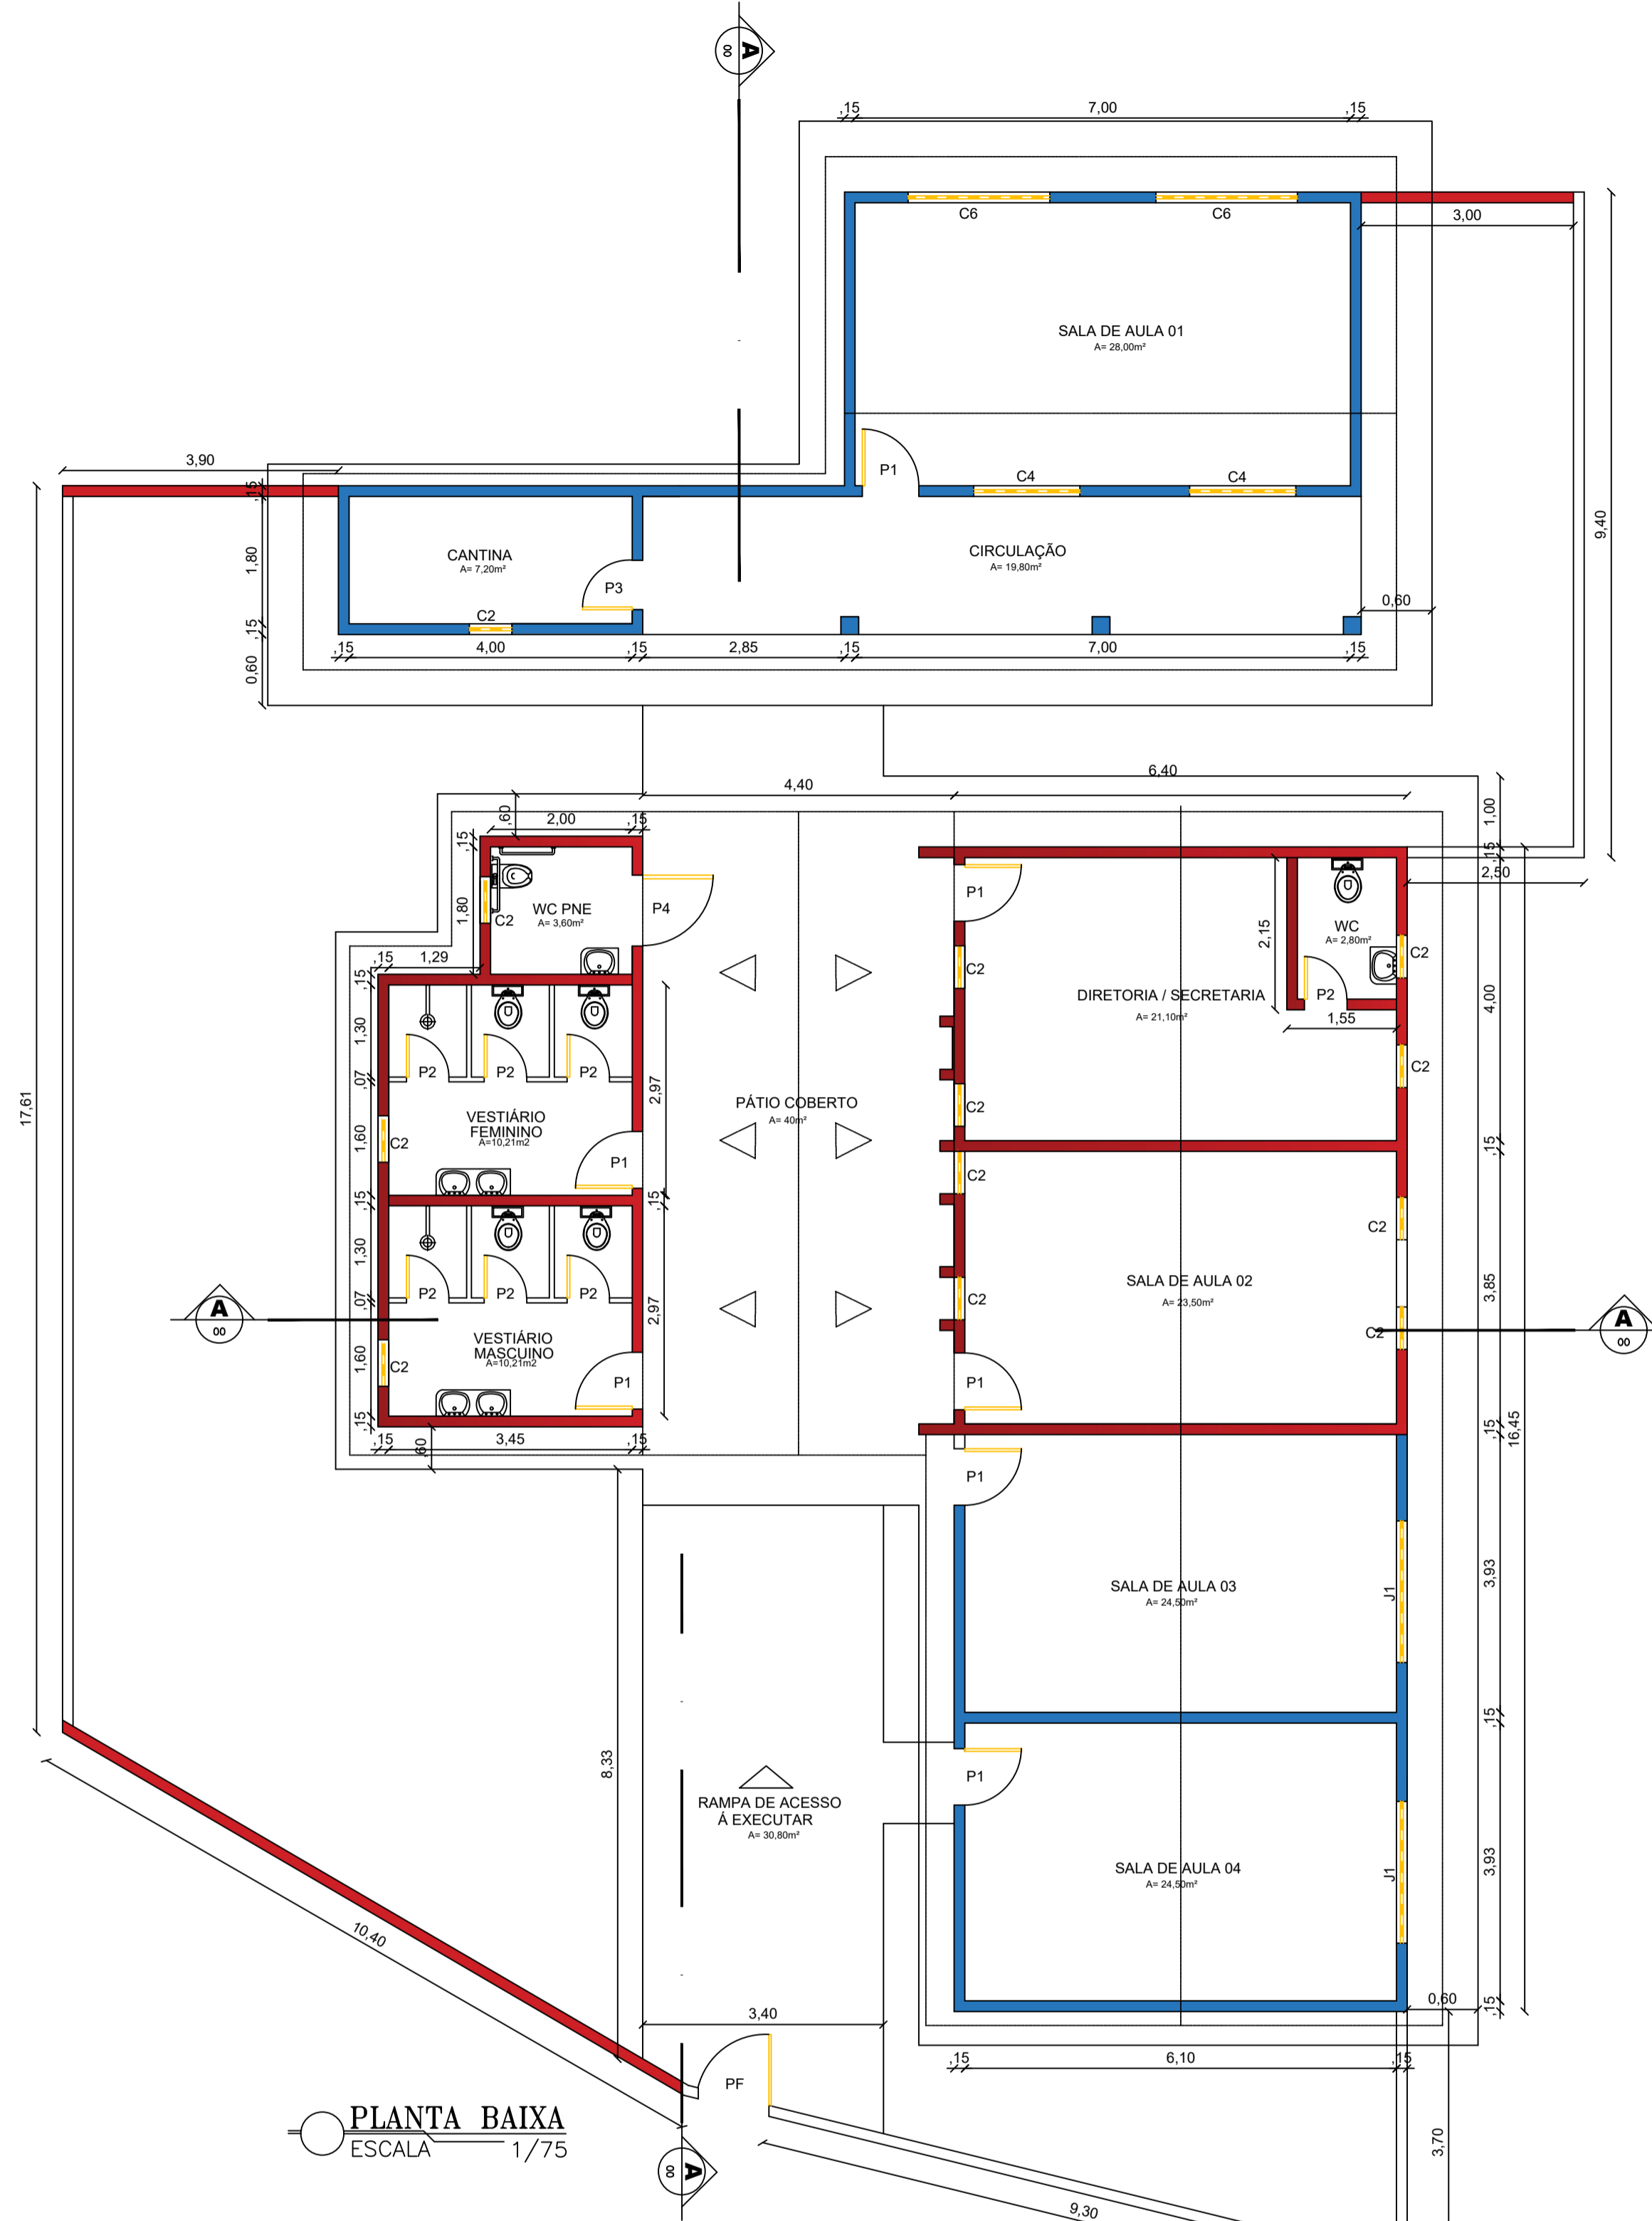 A
00
,15
7,00
,15
C6
C6
3,00
SALA DE AULA 01
A= 28,00m²
3,90
P1
C4
C4
,15
9,40
CANTINA
A= 7,20m²
CIRCULAÇÃO
A= 19,80m²
1,80
P3
0,60
C2
,15
,15
4,00
,15
2,85
,15
7,00
,15
0,60
6,40
4,40
1,00
,60
2,00
,15
,15
,15
2,50
P1
WC PNE
A= 3,60m²
P4
1,80
C2
WC
A= 2,80m²
2,15
C2
,15
1,29
C2
,15
P2
DIRETORIA / SECRETARIA
A= 21,10m²
4,00
1,55
1,30
P2
P2
P2
C2
,07
2,97
17,61
PÁTIO COBERTO
A= 40m²
C2
VESTIÁRIO
FEMININO
A=10,21m2
1,60
C2
P1
,15
C2
,15
,15
C2
1,30
P2
P2
P2
SALA DE AULA 02
A= 23,50m²
3,85
C2
,07
2,97
A
00
C2
A
00
VESTIÁRIO
MASCUINO
A=10,21m2
1,60
C2
P1
P1
,15
,15
3,45
,60
,15
,15
16,45
P1
SALA DE AULA 03
A= 24,50m²
J1
3,93
,15
8,33
P1
RAMPA DE ACESSO
Á EXECUTAR
A= 30,80m²
SALA DE AULA 04
A= 24,50m²
J1
3,93
10,40
0,60
,15
3,40
,15
6,10
,15
PF
PLANTA BAIXA
ESCALA 1/75
3,70
A
00
9,30